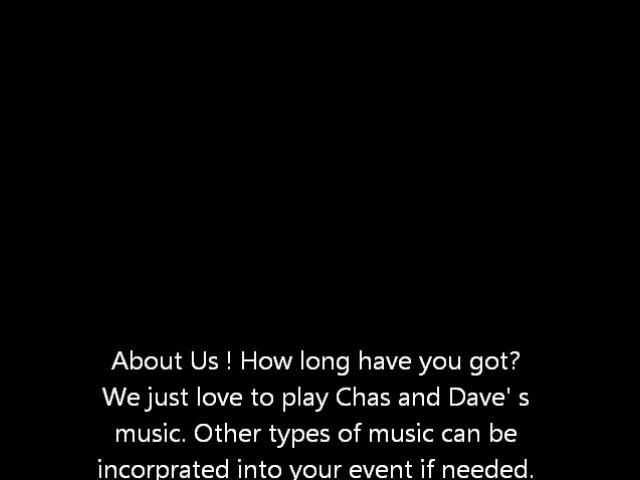 About Us ! How long have you got?
We just love to play Chas and Dave' s
music. Other types of music can be
incorprated into your event if needed.